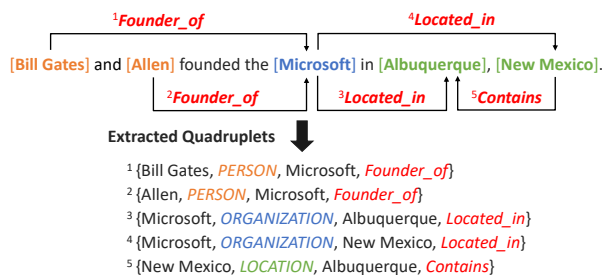 ¹Founder_of ⁴Located_in
[Bill Gates] and [Allen] founded the [Microsoft] in [Albuquerque], [New Mexico].
²Founder_of ³Located_in ⁵Contains
Extracted Quadruplets
¹ {Bill Gates, PERSON, Microsoft, Founder_of}
² {Allen, PERSON, Microsoft, Founder_of}
³ {Microsoft, ORGANIZATION, Albuquerque, Located_in}
⁴ {Microsoft, ORGANIZATION, New Mexico, Located_in}
⁵ {New Mexico, LOCATION, Albuquerque, Contains}